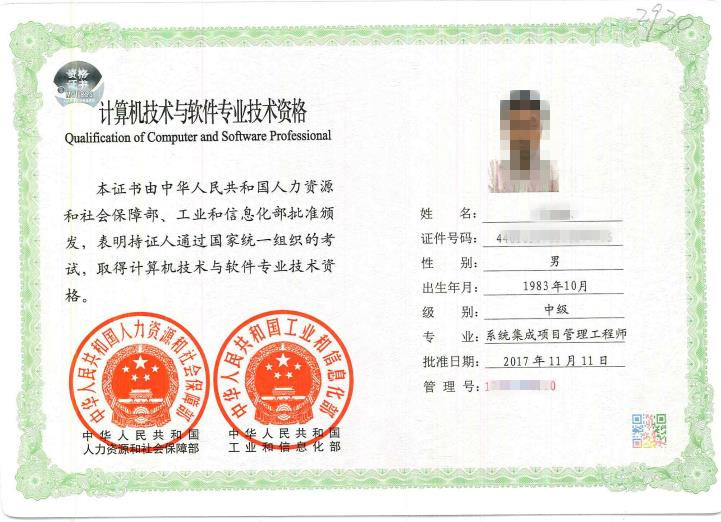 2930
资格
证书
计算机技术与软件专业技术资格
Qualification of Computer and Software Professional
本证书由中华人民共和国人力资源
和社会保障部、工业和信息化部批准颁
发，表明持证人通过国家统一组织的考
试，取得计算机技术与软件专业技术资
格。
中华人民共和国人力资源和社会保障部
中华人民共和国工业和信息化部
中华人民共和国
人力资源和社会保障部
中华人民共和国
工业和信息化部
姓 名：
证件号码：
性 别： 男
出生年月： 1983年10月
级 别： 中级
专 业： 系统集成项目管理工程师
批准日期： 2017年11月11日
管 理 号：